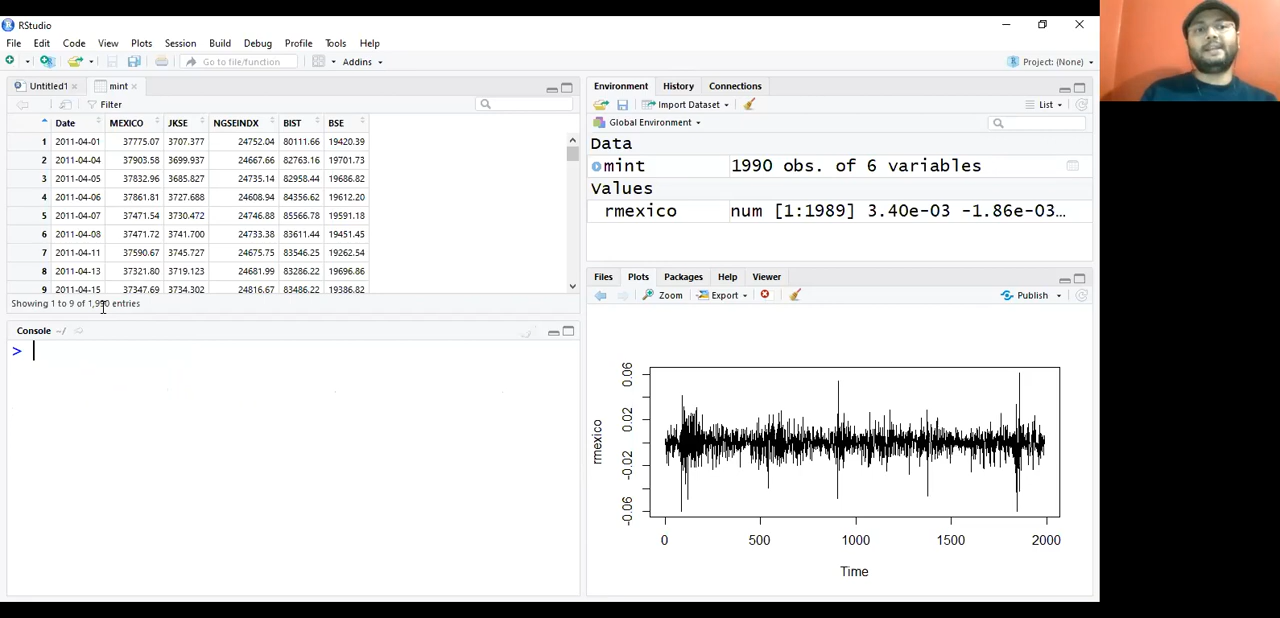 RStudio
File Edit Code View Plots Session Build Debug Profile Tools Help
Go to file/function Addins Project: (None)
Untitled1 mint
Filter
Date MEXICO JKSE NGSEINDX BIST BSE
1 2011-04-01 37775.07 3707.377 24752.04 80111.66 19420.39
2 2011-04-04 37903.58 3699.937 24667.66 82763.16 19701.73
3 2011-04-05 37832.96 3685.827 24735.14 82958.44 19686.82
4 2011-04-06 37861.81 3727.688 24608.94 84356.62 19612.20
5 2011-04-07 37471.54 3730.472 24746.88 85566.78 19591.18
6 2011-04-08 37471.72 3741.700 24733.38 83611.44 19451.45
7 2011-04-11 37590.67 3745.727 24675.75 83546.25 19262.54
8 2011-04-13 37321.80 3719.123 24681.99 83286.22 19696.86
9 2011-04-15 37347.69 3734.302 24816.67 83486.22 19386.82
Showing 1 to 9 of 1,990 entries
Console ~/
>
Environment History Connections
Import Dataset List
Global Environment
Data
mint 1990 obs. of 6 variables
Values
rmexico num [1:1989] 3.40e-03 -1.86e-03…
Files Plots Packages Help Viewer
Zoom Export Publish
rmexico
0.06
0.02
-0.02
-0.06
0 500 1000 1500 2000
Time